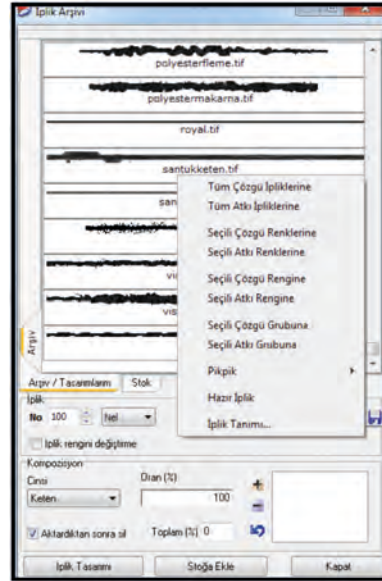 İplik Arşivi
polyesterfleme.tif
polyestermakarna.tif
royal.tif
santukketen.tif
Tüm Çözgü İpliklerine
Tüm Atkı İpliklerine
Seçili Çözgü Renklerine
Seçili Atkı Renklerine
Seçili Çözgü Rengine
Seçili Atkı Rengine
Seçili Çözgü Grubuna
Seçili Atkı Grubuna
Pikpik
Hazır İplik
İplik Tanımı...
Arşiv
Arşiv / Tasarımlarım Stok
İplik
No 100 Nel
İplik rengini değiştirme
Kompozisyon
Cinsi Oran (%)
Keten 100
Aktardıktan sonra sil Toplam (%) 0
İplik Tasarımı Stoğa Ekle Kapat